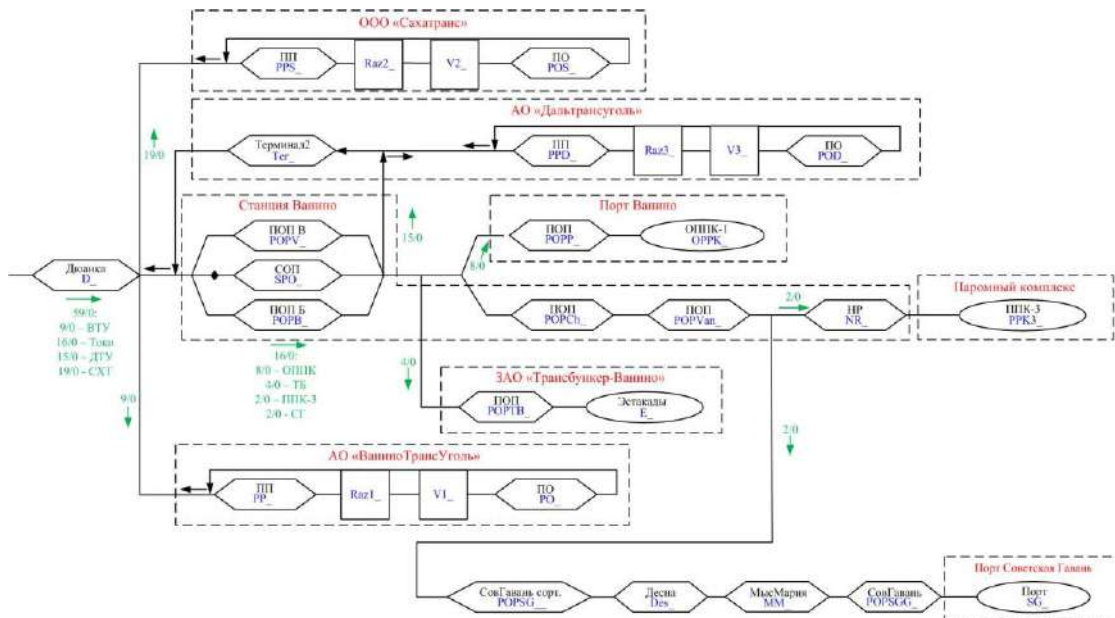 ООО «Сахатранс»
ПП
PPS_
Raz2_
V2_
ПО
POS_
АО «Дальтрансуголь»
19/0
Терминал2
Ter_
ПП
PPD_
Raz3_
V3_
ПО
POD_
Станция Ванино
Порт Ванино
15/0
ПОП В
POPV_
8/0
ПОП
POPP_
ОППК-1
OPPK_
Дюанка
D_
СОП
SPO_
2/0
Паромный комплекс
59/0:
9/0 – ВТУ
16/0 – Токи
15/0 – ДТУ
19/0 - СХТ
ПОП Б
POPB_
ПОП
POPCh_
ПОП
POPVan_
НР
NR_
ППК-3
PPK3_
16/0:
8/0 – ОППК
4/0 – ТБ
2/0 – ППК-3
2/0 - СГ
4/0
ЗАО «Трансбункер-Ванино»
9/0
ПОП
POPTB_
Эстакады
E_
2/0
АО «ВаниноТрансУголь»
ПП
PP_
Raz1_
V1_
ПО
PO_
Порт Советская Гавань
СовГавань сорт.
POPSG__
Десна
Des_
МысМария
MM_
СовГавань
POPSGG_
Порт
SG_